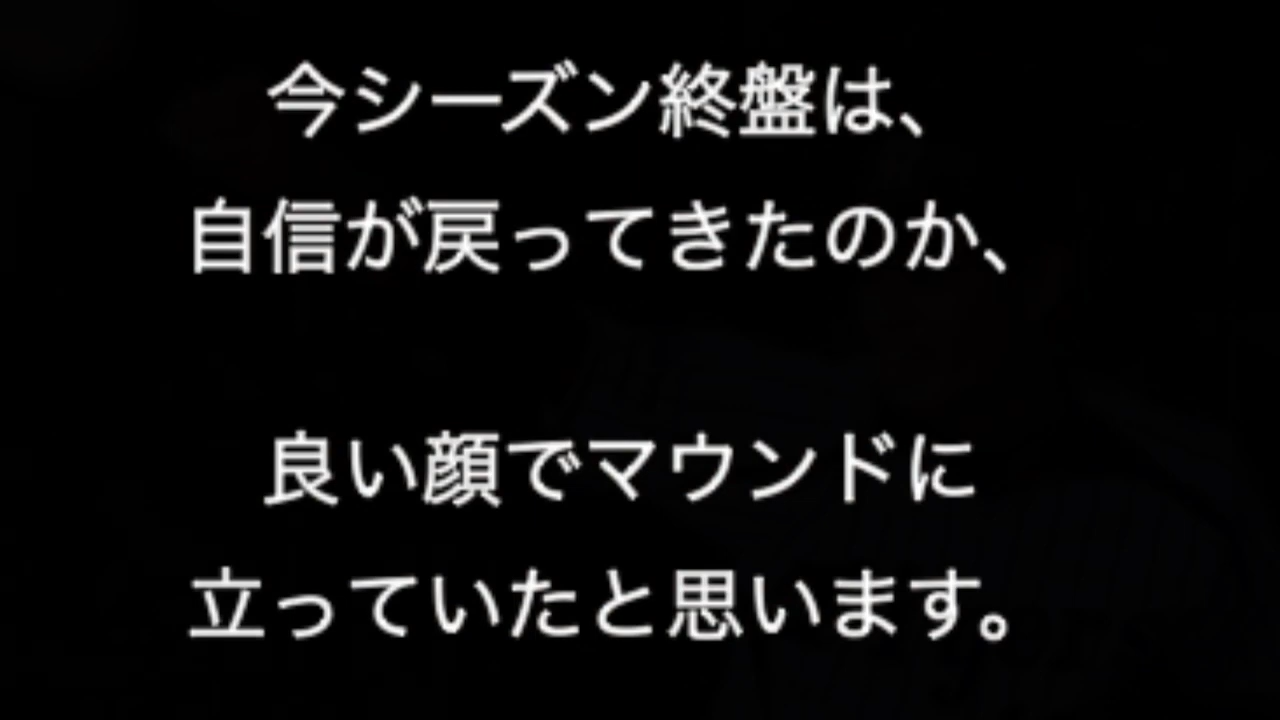 今シーズン終盤は、
自信が戻ってきたのか、
良い顔でマウンドに
立っていたと思います。